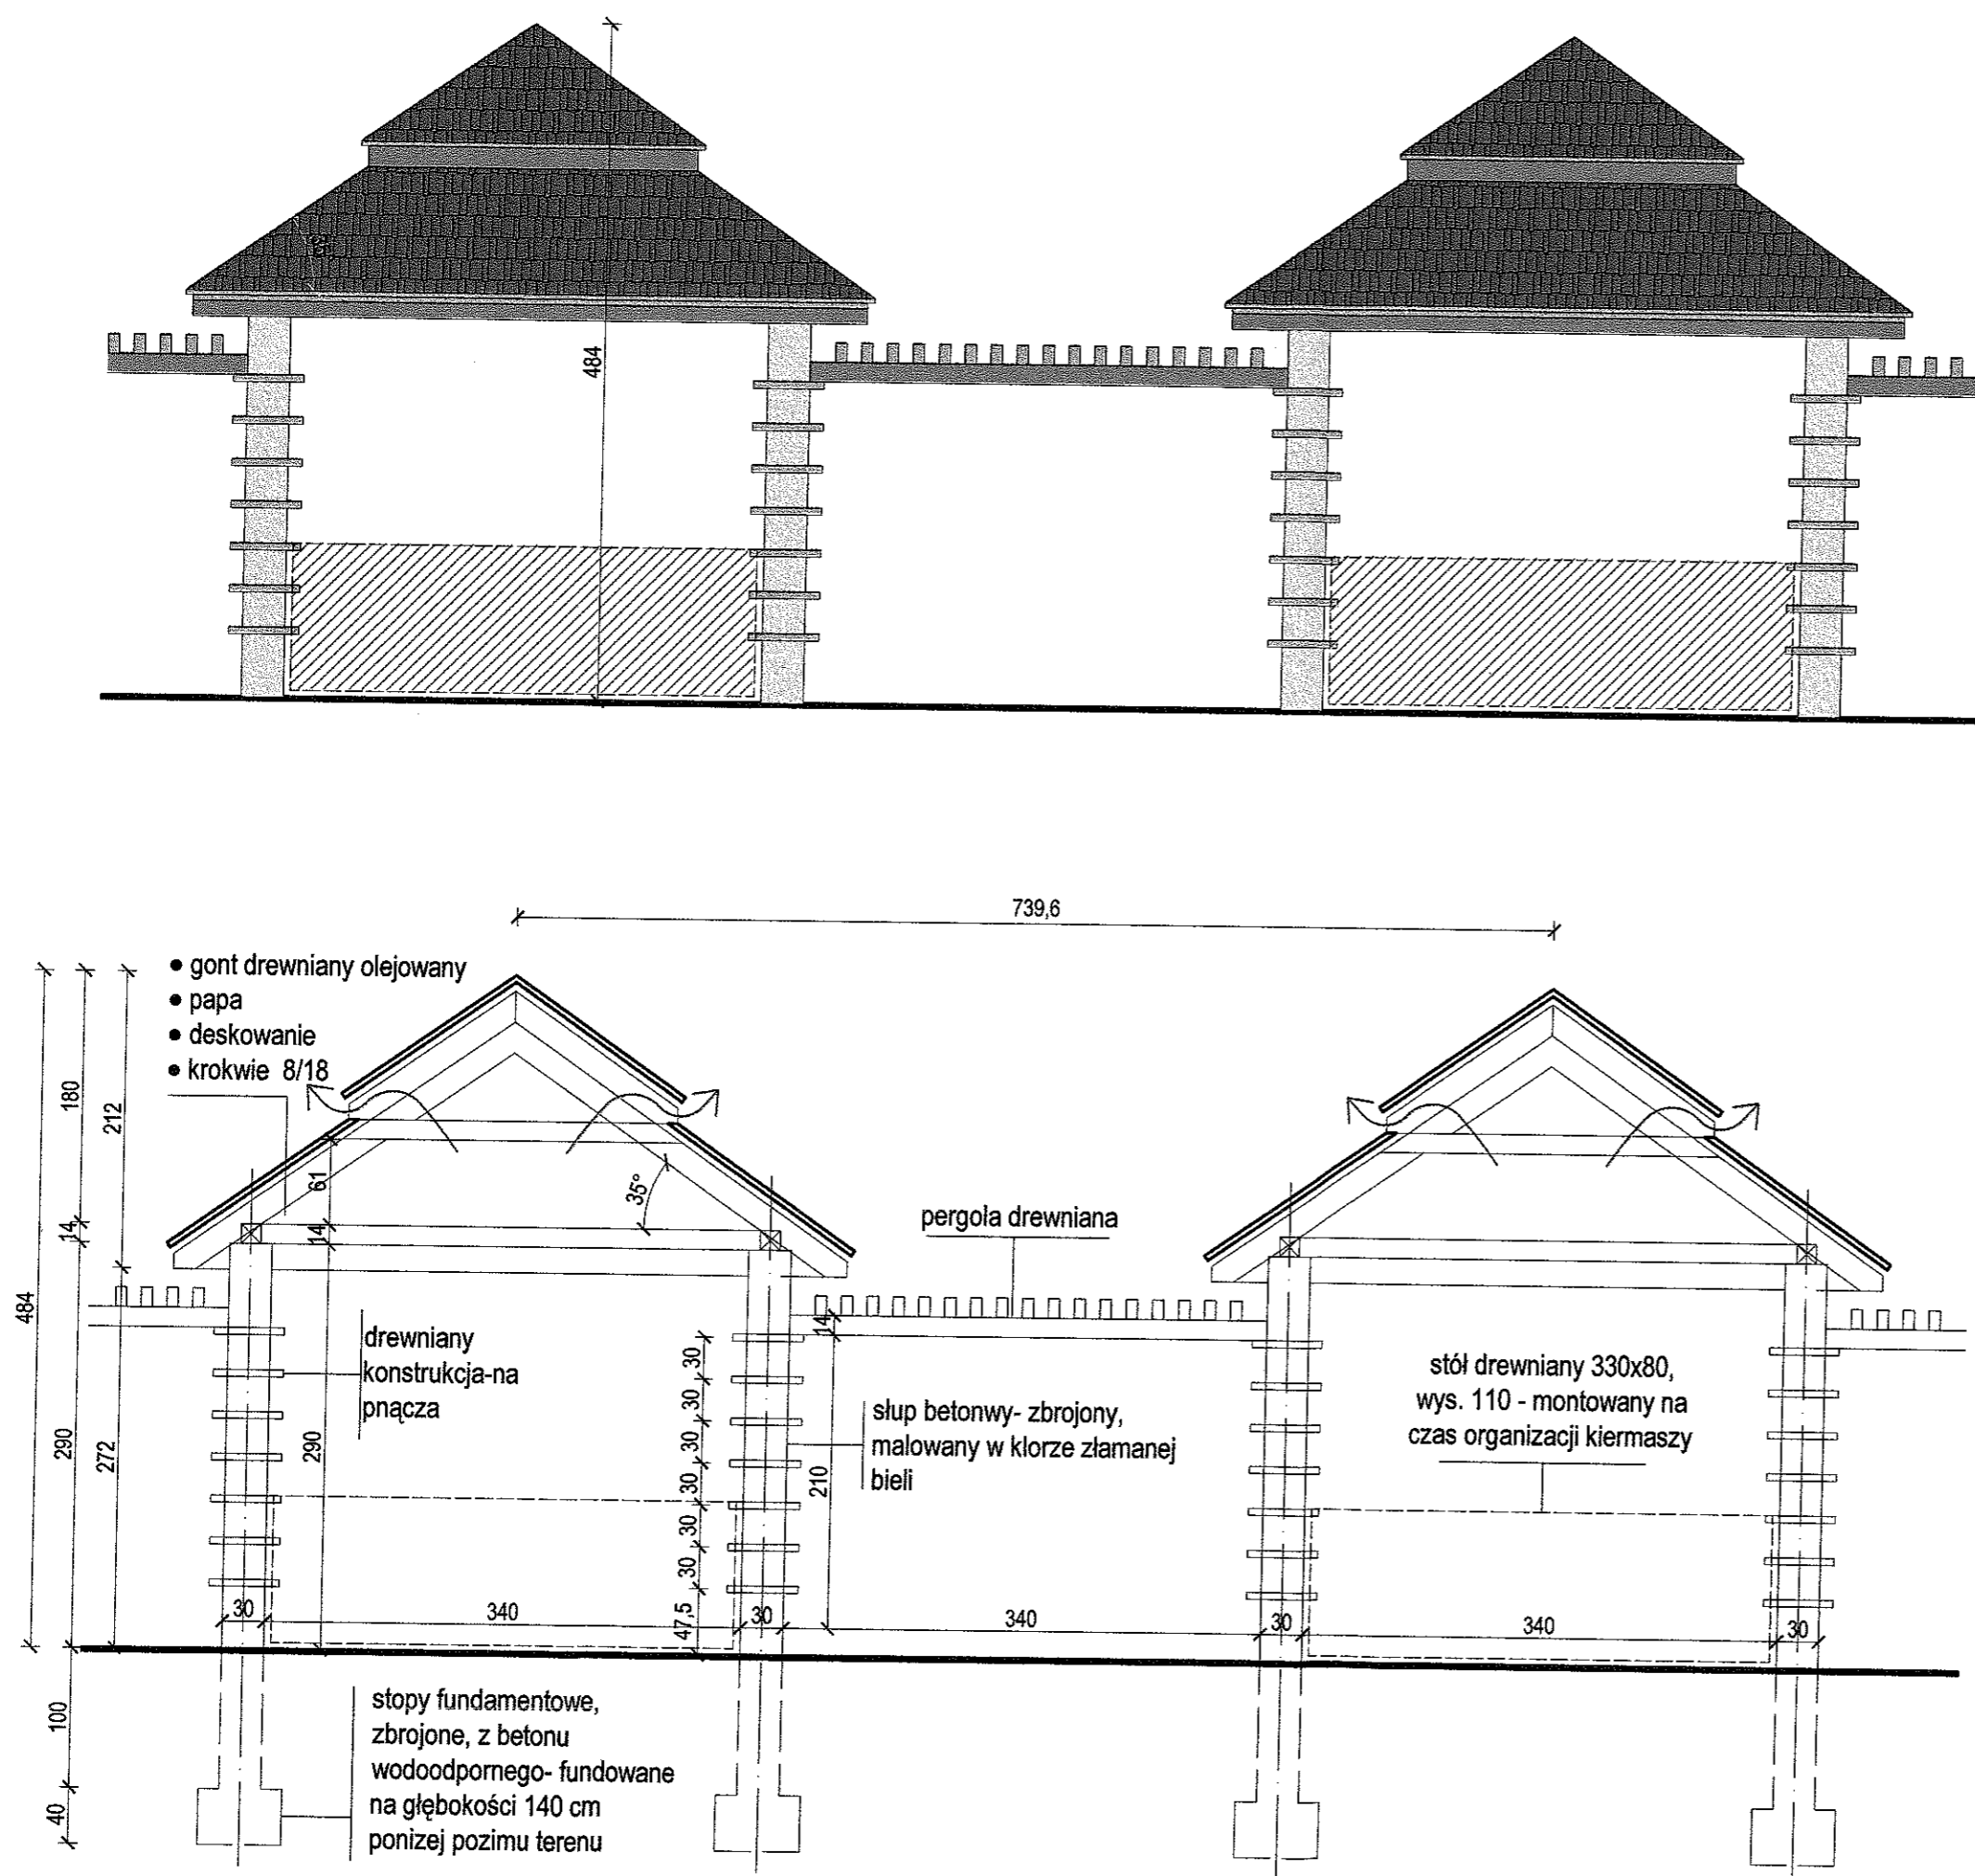 484
739,6
• gont drewniany olejowany
• papa
• deskowanie
• krokwie 8/18
180
212
14
61
14
35°
pergola drewniana
484
290
272
drewniany
konstrukcja-na
pnącza
290
30
30
30
30
30
30
47,5
14
210
słup betonwy- zbrojony,
malowany w klorze złamanej
bieli
stół drewniany 330x80,
wys. 110 - montowany na
czas organizacji kiermaszy
30
340
30
340
30
340
30
100
40
stopy fundamentowe,
zbrojone, z betonu
wodoodpornego- fundowane
na głębokości 140 cm
ponizej pozimu terenu